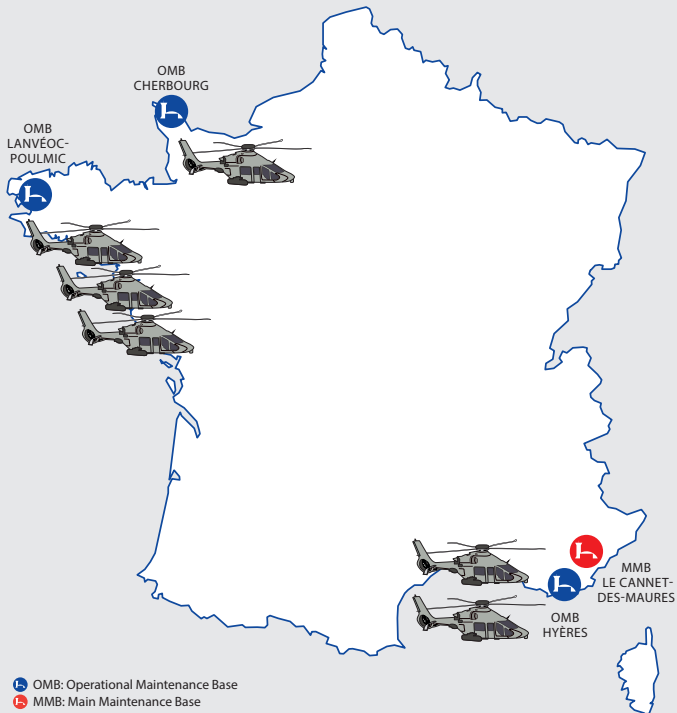 OMB
CHERBOURG
OMB
LANVÉOC-
POULMIC
MMB
LE CANNET-
DES-MAURES
OMB
HYÈRES
OMB: Operational Maintenance Base
MMB: Main Maintenance Base